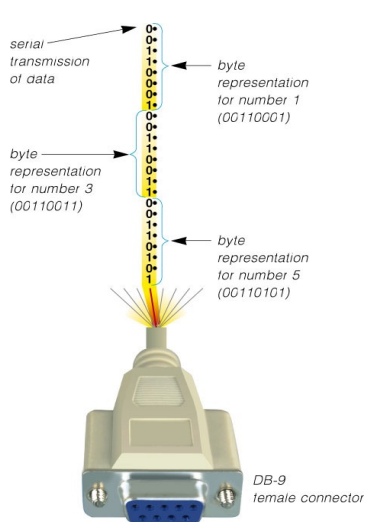 serial
transmission
of data
0
0
1
1
0
0
0
1
0
0
1
1
0
0
1
1
0
0
1
1
0
1
0
1
byte
representation
for number 1
(00110001)
byte
representation
for number 3
(00110011)
byte
representation
for number 5
(00110101)
DB-9
female connector